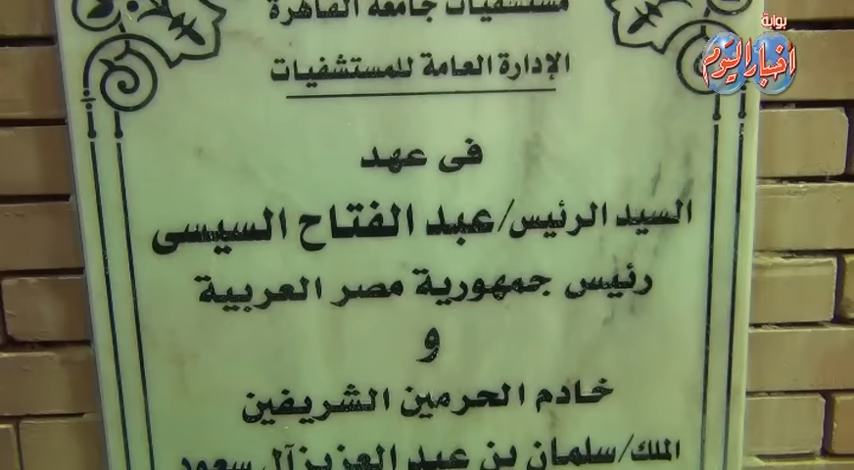 بوابة
أخبار اليوم
مستشفيات جامعة القاهرة
الإدارة العامة للمستشفيات
فى عهد
السيد الرئيس/عبد الفتاح السيسى
رئيس جمهورية مصر العربية
و
خادم الحرمين الشريفين
الملك/سلمان بن عبد العزيز آل سعود